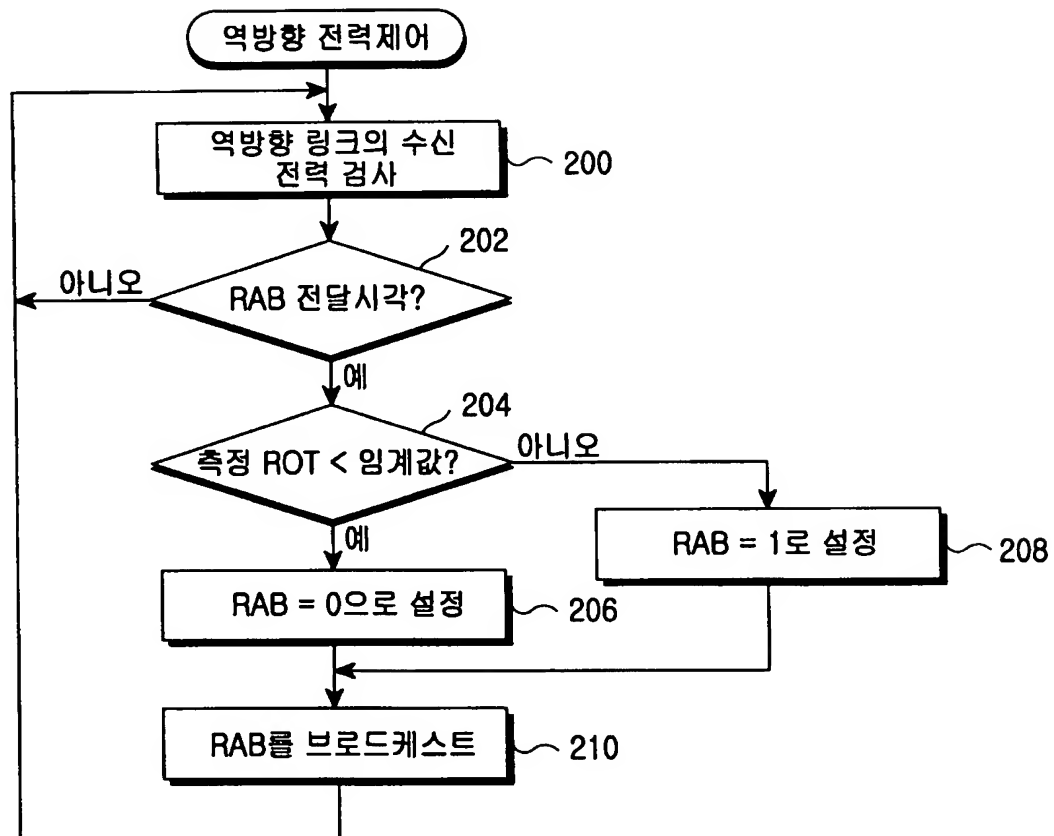 역방향 전력제어
역방향 링크의 수신
전력 검사
200
202
아니오
RAB 전달시각?
예
204
측정 ROT < 임계값?
아니오
예
RAB = 1로 설정
208
RAB = 0으로 설정
206
RAB를 브로드케스트
210